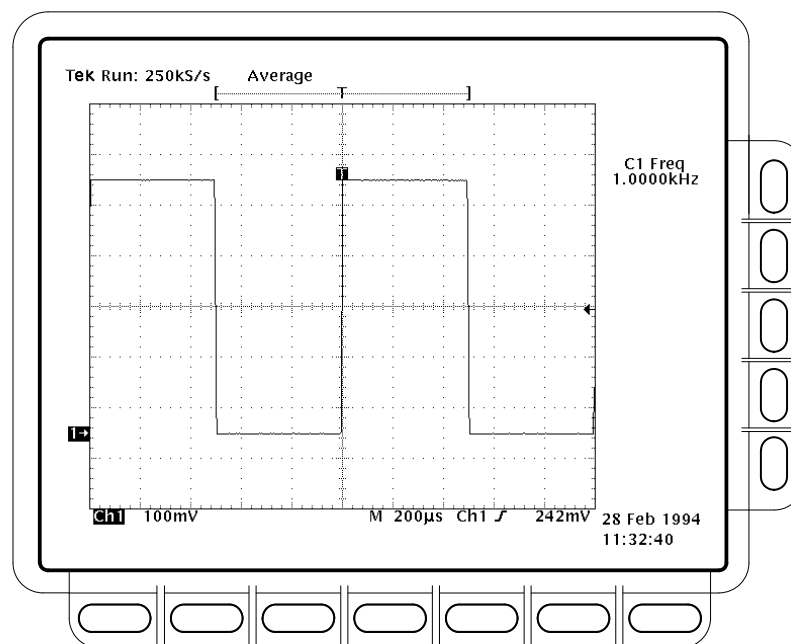 Tek Run: 250kS/s Average
[ T ]
C1 Freq
1.0000kHz
T
1→
Ch1 100mV M 200µs Ch1 242mV
28 Feb 1994
11:32:40